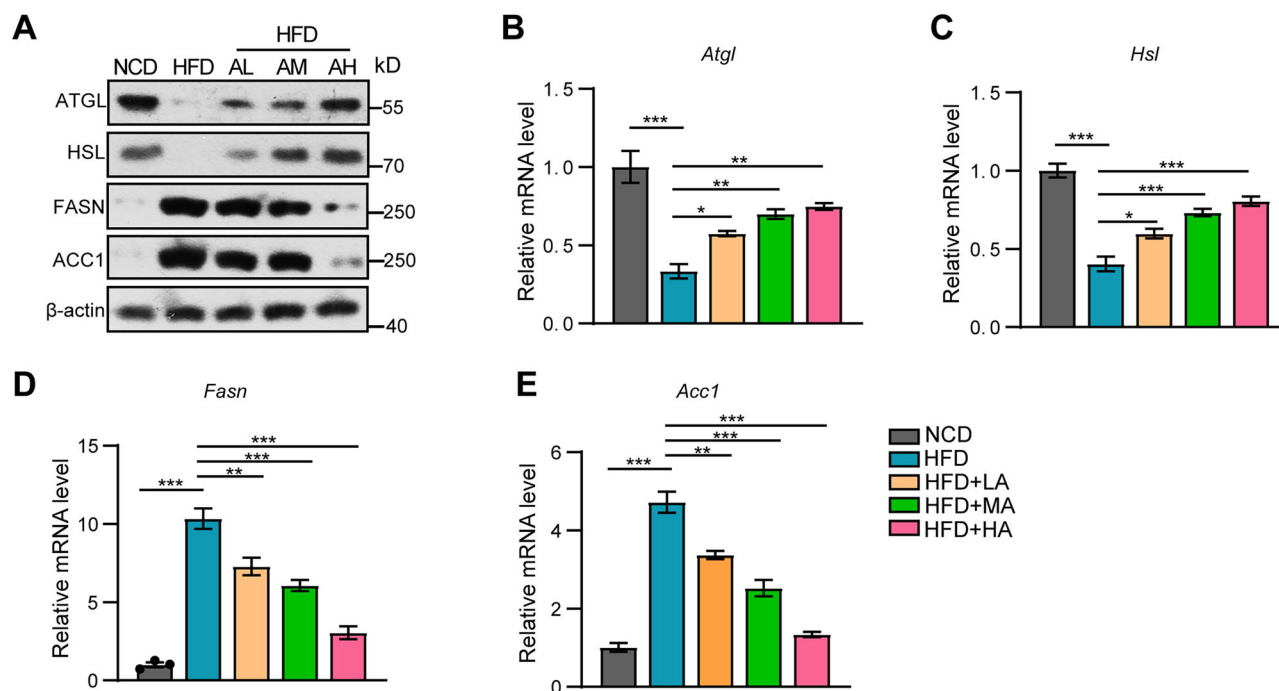 A
HFD
NCD HFD AL AM AH kD
ATGL
55
HSL
70
FASN
250
ACC1
250
β-actin
40
B
Atgl
Relative mRNA level
1.5
1.0
0.5
0.0
***
**
**
*
C
Hsl
Relative mRNA level
1.5
1.0
0.5
0.0
***
***
***
*
D
Fasn
Relative mRNA level
15
10
5
0
***
***
**
***
E
Acc1
Relative mRNA level
6
4
2
0
***
***
**
***
NCD
HFD
HFD+LA
HFD+MA
HFD+HA